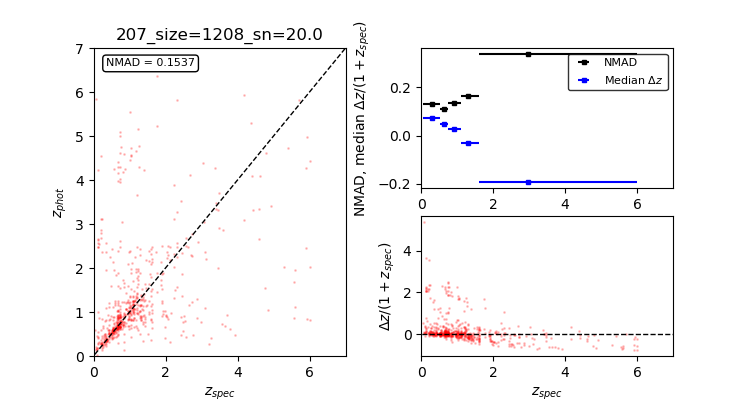 207_size=1208_sn=20.0
NMAD = 0.1537
7
6
5
4
3
2
1
0
z_phot
0 2 4 6
z_spec
NMAD, median Δz/(1 + z_spec)
0.2
0.0
−0.2
NMAD
Median Δz
0 2 4 6
Δz/(1 + z_spec)
4
2
0
0 2 4 6
z_spec